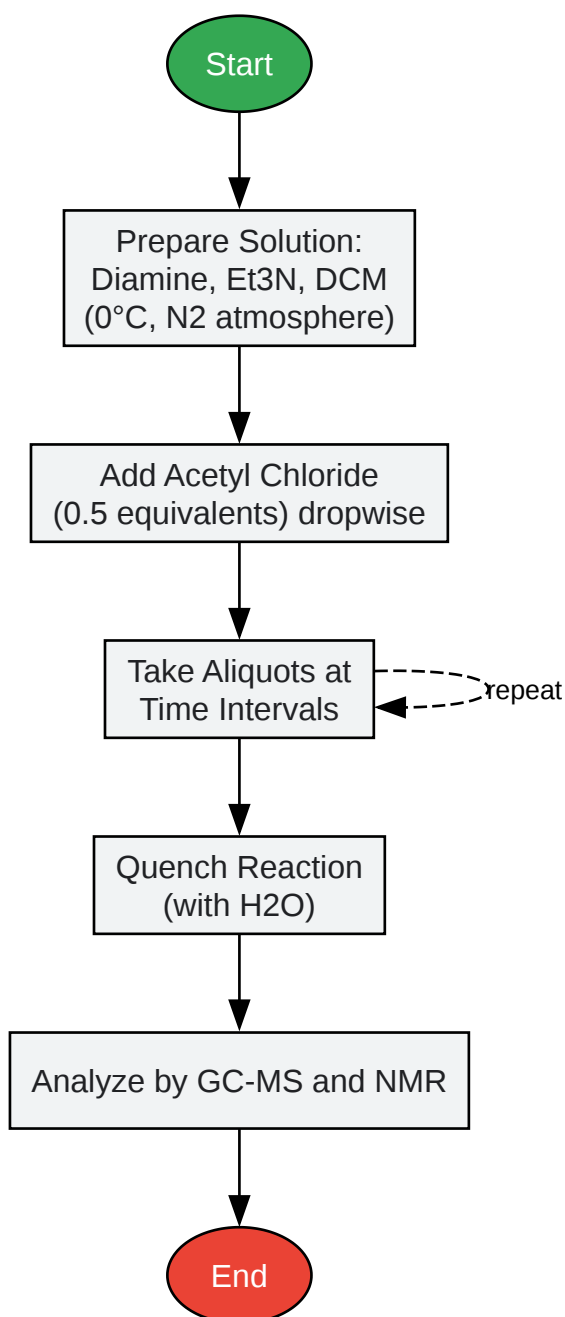 Start
Prepare Solution:
Diamine, Et3N, DCM
(0°C, N2 atmosphere)
Add Acetyl Chloride
(0.5 equivalents) dropwise
Take Aliquots at
Time Intervals
repeat
Quench Reaction
(with H2O)
Analyze by GC-MS and NMR
End